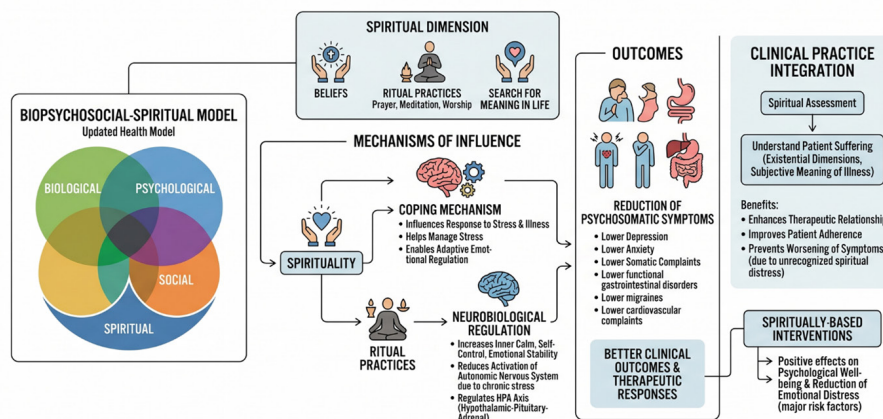 SPIRITUAL DIMENSION
BELIEFS
RITUAL PRACTICES
Prayer, Meditation, Worship
SEARCH FOR
MEANING IN LIFE
BIOPSYCHOSOCIAL-SPIRITUAL MODEL
Updated Health Model
BIOLOGICAL
PSYCHOLOGICAL
SOCIAL
SPIRITUAL
MECHANISMS OF INFLUENCE
SPIRITUALITY
COPING MECHANISM
• Influences Response to Stress & Illness
• Helps Manage Stress
• Enables Adaptive Emot-
ional Regulation
RITUAL
PRACTICES
NEUROBIOLOGICAL
REGULATION
• Increases Inner Calm, Self-
Control, Emotional Stability
• Reduces Activation of
Autonomic Nervous System
due to chronic stress
• Regulates HPA Axis
(Hypothalamic-Pituitary-
Adrenal)
OUTCOMES
REDUCTION OF
PSYCHOSOMATIC SYMPTOMS
• Lower Depression
• Lower Anxiety
• Lower Somatic Complaints
• Lower functional
gastrointestinal disorders
• Lower migraines
• Lower cardiovascular
complaints
BETTER CLINICAL
OUTCOMES &
THERAPEUTIC
RESPONSES
CLINICAL PRACTICE
INTEGRATION
Spiritual Assessment
Understand Patient Suffering
(Existential Dimensions,
Subjective Meaning of Illness)
Benefits:
• Enhances Therapeutic Relationship
• Improves Patient Adherence
• Prevents Worsening of Symptoms
(due to unrecognized spiritual
distress)
SPIRITUALLY-BASED
INTERVENTIONS
• Positive effects on
Psychological Well-
being & Reduction of
Emotional Distress
(major risk factors)